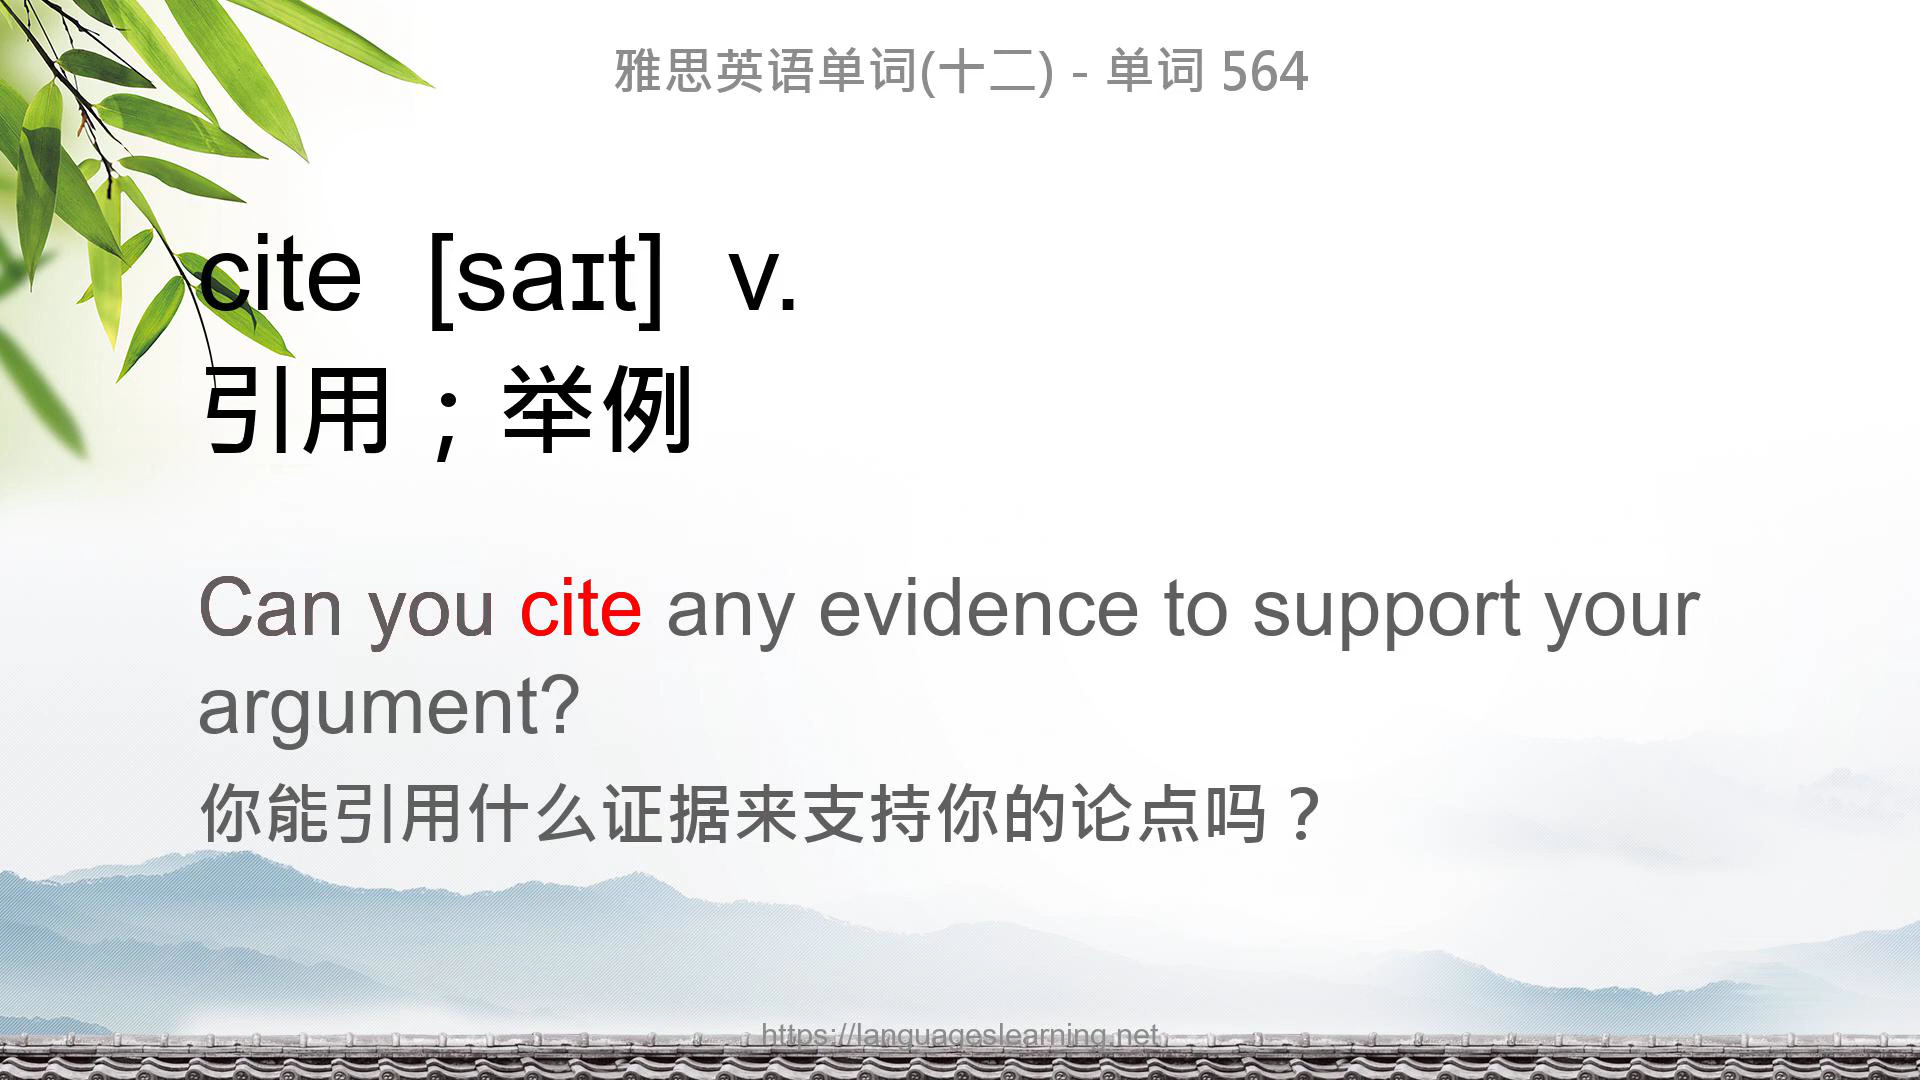 雅思英语单词(十二) - 单词 564
cite [saɪt] v.
引用；举例
Can you cite any evidence to support your
argument?
你能引用什么证据来支持你的论点吗？
https://languageslearning.net